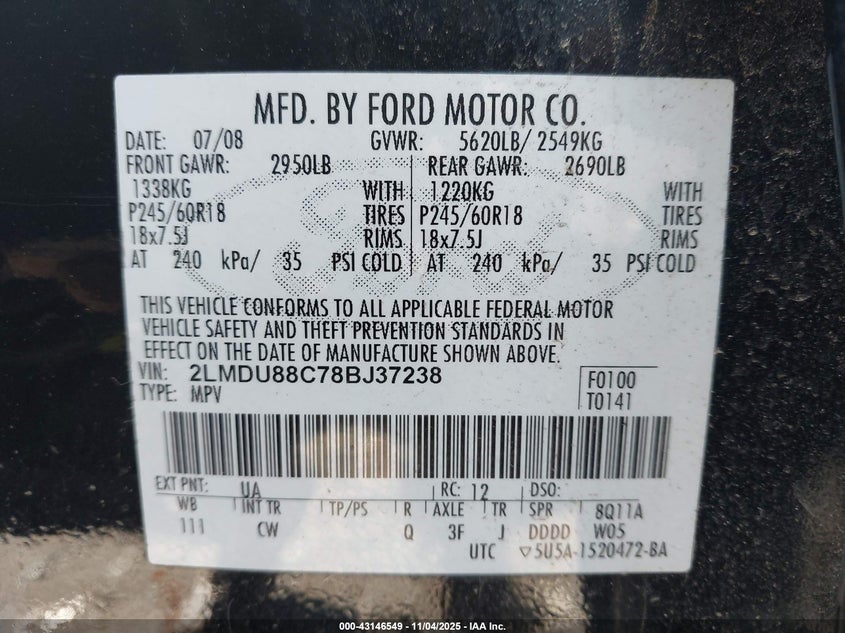 MFD. BY FORD MOTOR CO.
DATE: 07/08 GVWR: 5620LB/ 2549KG
FRONT GAWR: 2950LB REAR GAWR: 2690LB
1338KG WITH 1220KG WITH
P245/60R18 TIRES P245/60R18 TIRES
18x7.5J RIMS 18x7.5J RIMS
AT 240 kPa/ 35 PSI COLD AT 240 kPa/ 35 PSI COLD
THIS VEHICLE CONFORMS TO ALL APPLICABLE FEDERAL MOTOR
VEHICLE SAFETY AND THEFT PREVENTION STANDARDS IN
EFFECT ON THE DATE OF MANUFACTURE SHOWN ABOVE.
VIN: 2LMDU88C78BJ37238 F0100
TYPE: MPV T0141
EXT PNT: UA RC: 12 DSO:
WB INT TR TP/PS R AXLE TR SPR 8Q11A
111 CW Q 3F J DDDD W05
UTC ▽5U5A-1520472-BA
000-43146549 - 11/04/2025 - IAA Inc.